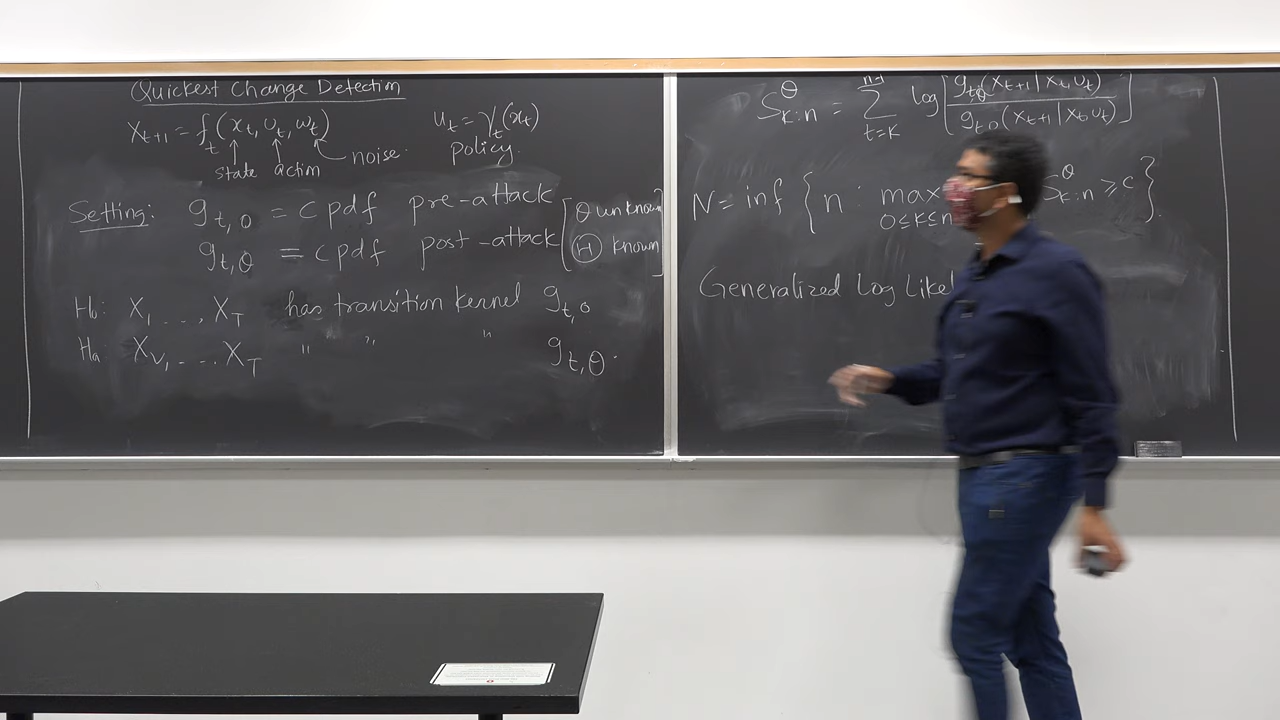 Quickest Change Detection
X_{t+1} = f_t(x_t, u_t, w_t)
u_t = γ_t(x_t)
state action noise.
policy.
Setting: g_{t,0} = cpdf pre-attack [θ unknown
g_{t,θ} = cpdf post-attack Ⓗ known]
H_0: X_1 ..., X_T has transition kernel g_{t,0}
H_a: X_ν, ..., X_T " " " g_{t,θ}.
S^θ_{k:n} = Σ_{t=k}^{n-1} log[g_{t,θ}(x_{t+1}|x_t, u_t) / g_{t,0}(x_{t+1}|x_t, u_t)]
N = inf {n : max_{0≤k≤n} S^θ_{k:n} ≥ c}.
Generalized Log Likel